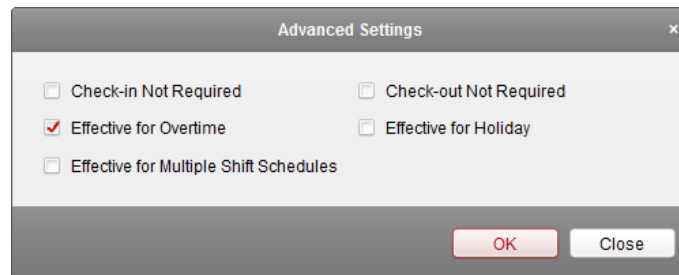 Advanced Settings ×
Check-in Not Required Check-out Not Required
Effective for Overtime Effective for Holiday
Effective for Multiple Shift Schedules
OK Close